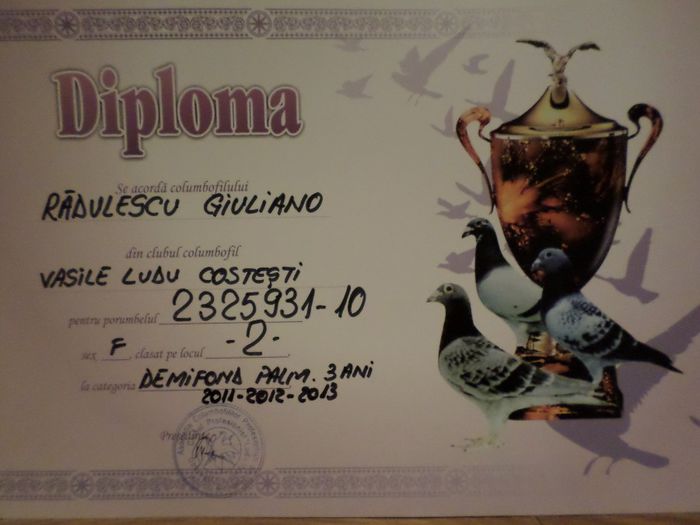 Diploma
Se acordă columbofilului
RĂDULESCU GIULIANO
din clubul columbofil
VASILE LUDU COSTEȘTI
pentru porumbelul 2325931-10
sex F, clasat pe locul -2-.
la categoria DEMIFOND PALM. 3 ANI
2011-2012-2013
Președinte